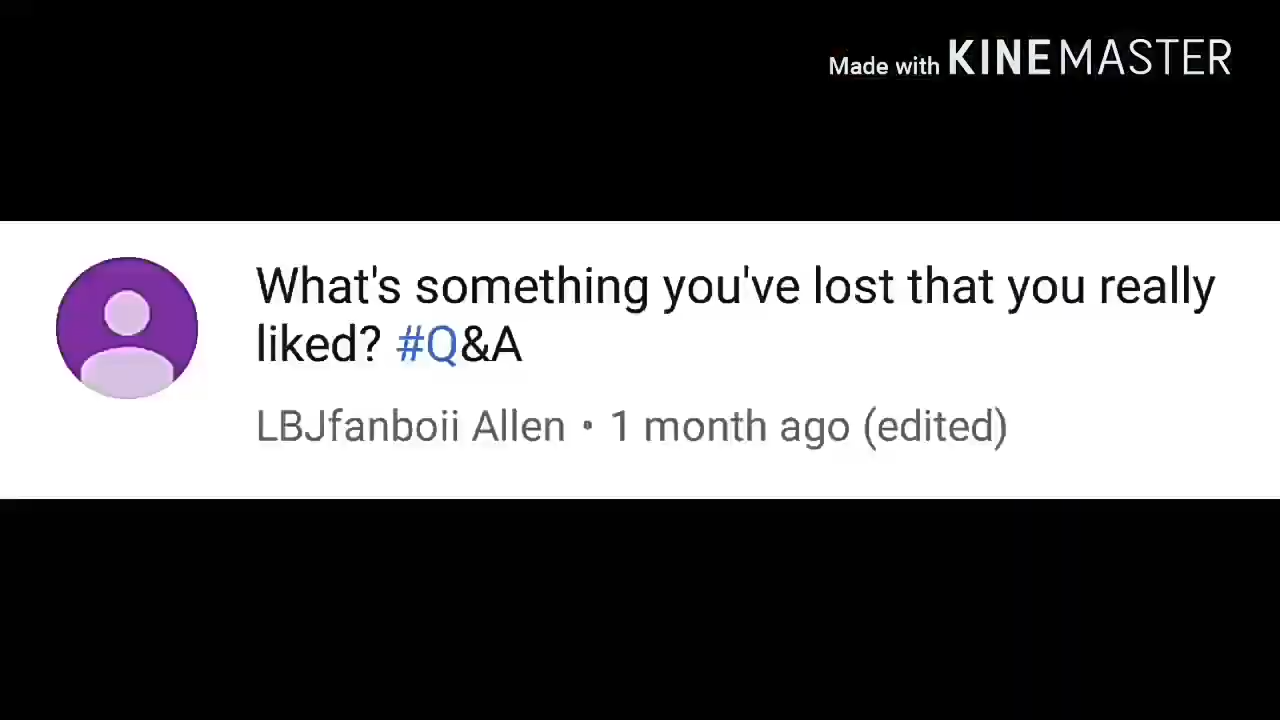 Made with KINEMASTER
What's something you've lost that you really
liked? #Q&A
LBJfanboii Allen • 1 month ago (edited)